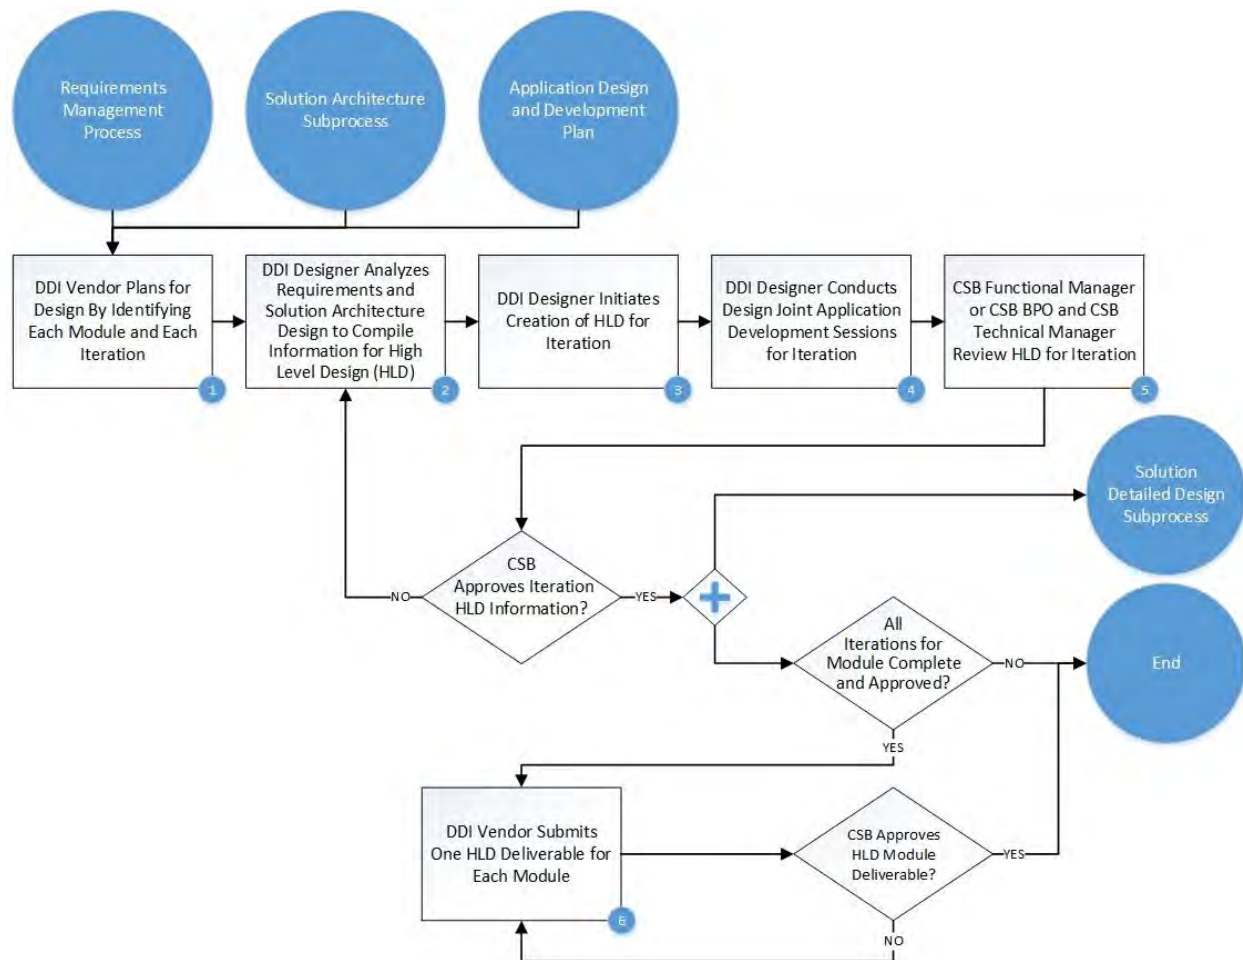 Requirements
Management
Process
Solution Architecture
Subprocess
Application Design
and Development
Plan
DDI Vendor Plans for
Design By Identifying
Each Module and Each
Iteration
1
DDI Designer Analyzes
Requirements and
Solution Architecture
Design to Compile
Information for High
Level Design (HLD)
2
DDI Designer Initiates
Creation of HLD for
Iteration
3
DDI Designer Conducts
Design Joint Application
Development Sessions
for Iteration
4
CSB Functional Manager
or CSB BPO and CSB
Technical Manager
Review HLD for Iteration
5
Solution
Detailed Design
Subprocess
CSB
Approves Iteration
HLD Information?
NO
YES
All
Iterations for
Module Complete
and Approved?
NO
End
YES
DDI Vendor Submits
One HLD Deliverable for
Each Module
6
CSB Approves
HLD Module
Deliverable?
YES
NO